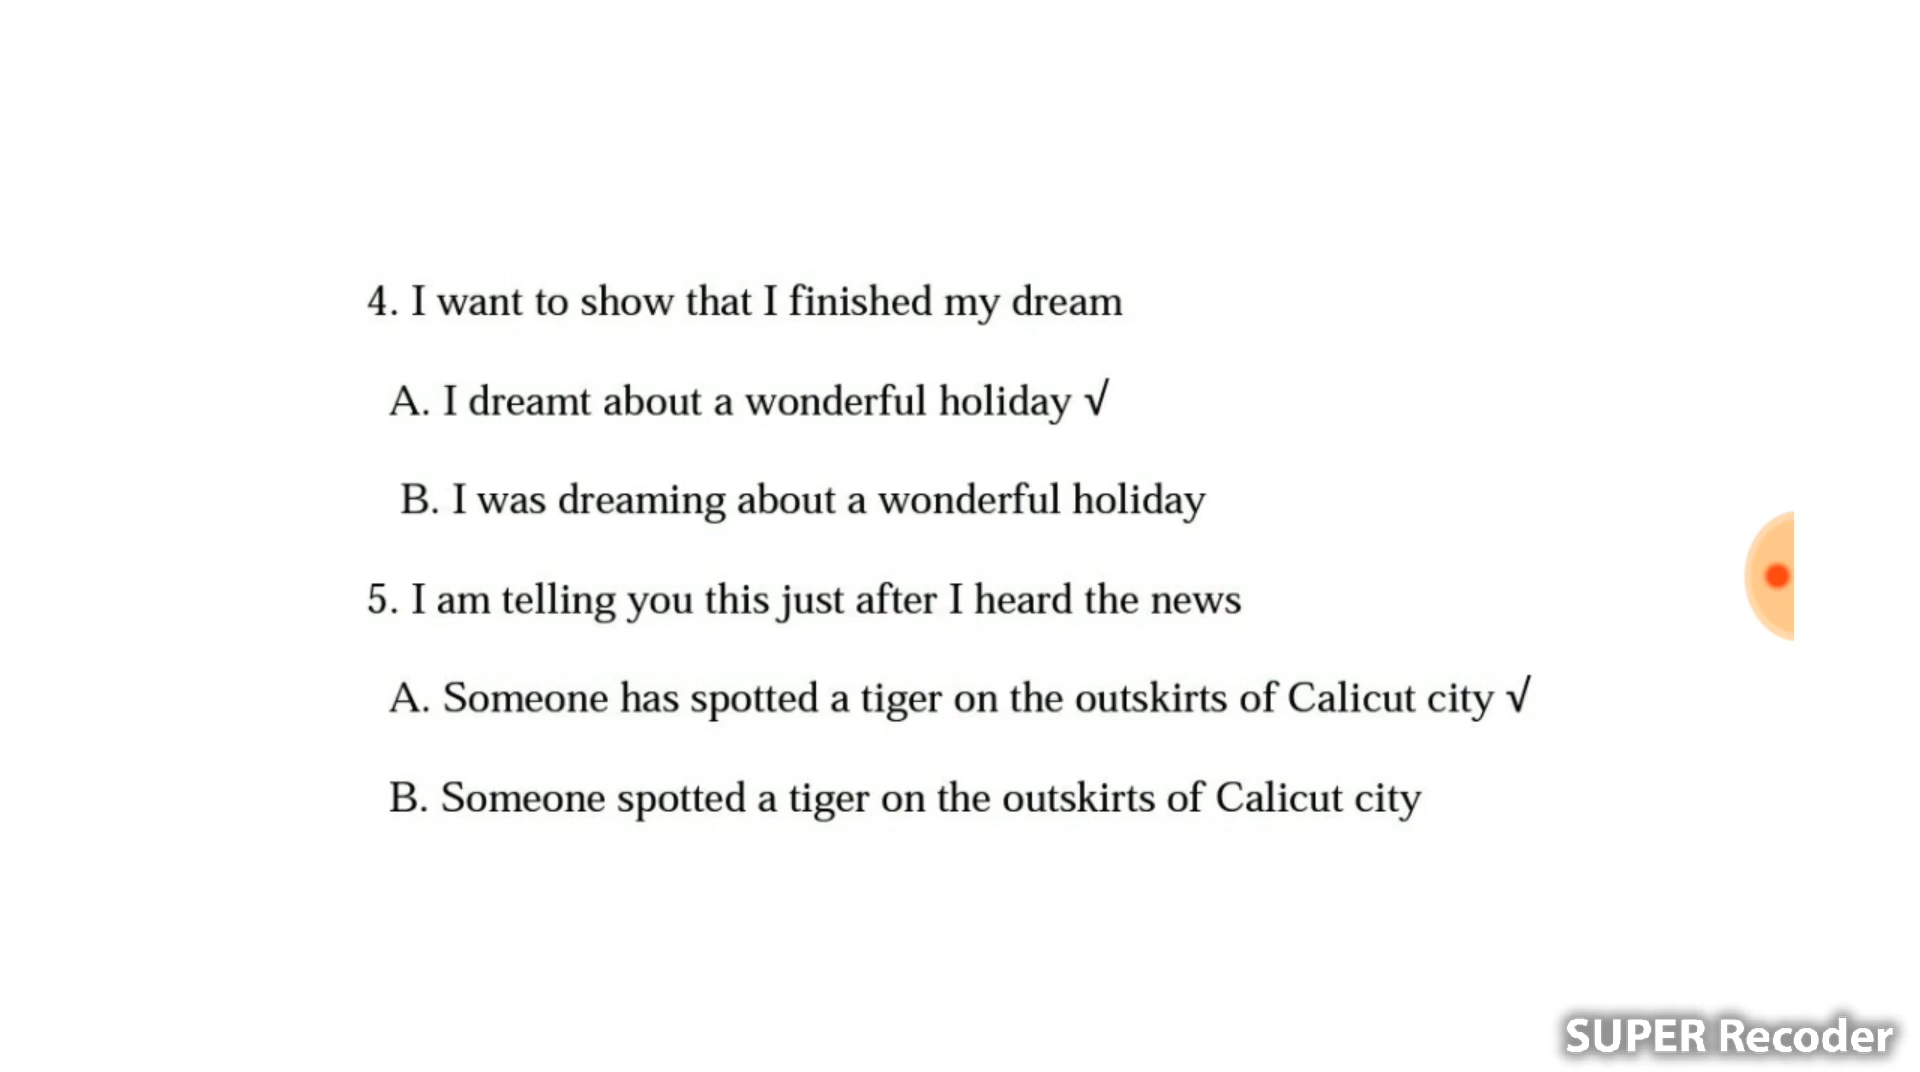 4. I want to show that I finished my dream
A. I dreamt about a wonderful holiday √
B. I was dreaming about a wonderful holiday
5. I am telling you this just after I heard the news
A. Someone has spotted a tiger on the outskirts of Calicut city √
B. Someone spotted a tiger on the outskirts of Calicut city
SUPER Recoder